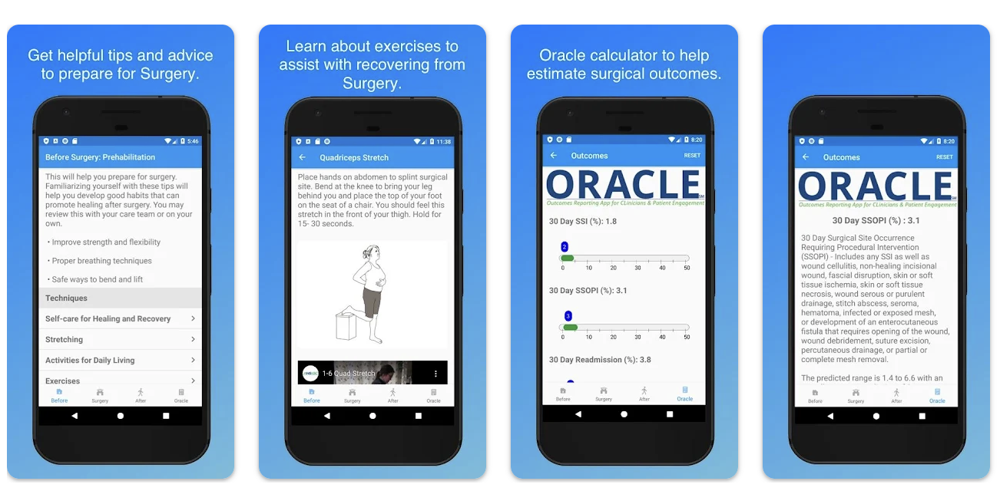 Get helpful tips and advice
to prepare for Surgery.
5:46
Before Surgery: Prehabilitation
This will help you prepare for surgery.
Familiarizing yourself with these tips will
help you develop good habits that can
promote healing after surgery. You may
review this with your care team or on your
own.
• Improve strength and flexibility
• Proper breathing techniques
• Safe ways to bend and lift
Techniques
Self-care for Healing and Recovery
Stretching
Activities for Daily Living
Exercises
Before Surgery After Oracle
Learn about exercises to
assist with recovering from
Surgery.
11:38
Quadriceps Stretch
Place hands on abdomen to splint surgical
site. Bend at the knee to bring your leg
behind you and place the top of your foot
on the seat of a chair. You should feel this
stretch in the front of your thigh. Hold for
15- 30 seconds.
1-6 Quad Stretch
Before Surgery After Oracle
Oracle calculator to help
estimate surgical outcomes.
8:20
Outcomes RESET
ORACLE SM
Outcomes Reporting App for CLinicians & Patient Engagement
30 Day SSI (%): 1.8
2
0 10 20 30 40 50
30 Day SSOPI (%): 3.1
3
0 10 20 30 40 50
30 Day Readmission (%): 3.8
Before Surgery After Oracle
8:20
Outcomes RESET
ORACLE SM
Outcomes Reporting App for CLinicians & Patient Engagement
30 Day SSOPI (%) : 3.1
30 Day Surgical Site Occurrence
Requiring Procedural Intervention
(SSOPI) - Includes any SSI as well as
wound cellulitis, non-healing incisional
wound, fascial disruption, skin or soft
tissue ischemia, skin or soft tissue
necrosis, wound serous or purulent
drainage, stitch abscess, seroma,
hematoma, infected or exposed mesh,
or development of an enterocutaneous
fistula that requires opening of the wound,
wound debridement, suture excision,
percutaneous drainage, or partial or
complete mesh removal.
The predicted range is 1.4 to 6.6 with an
Before Surgery After Oracle